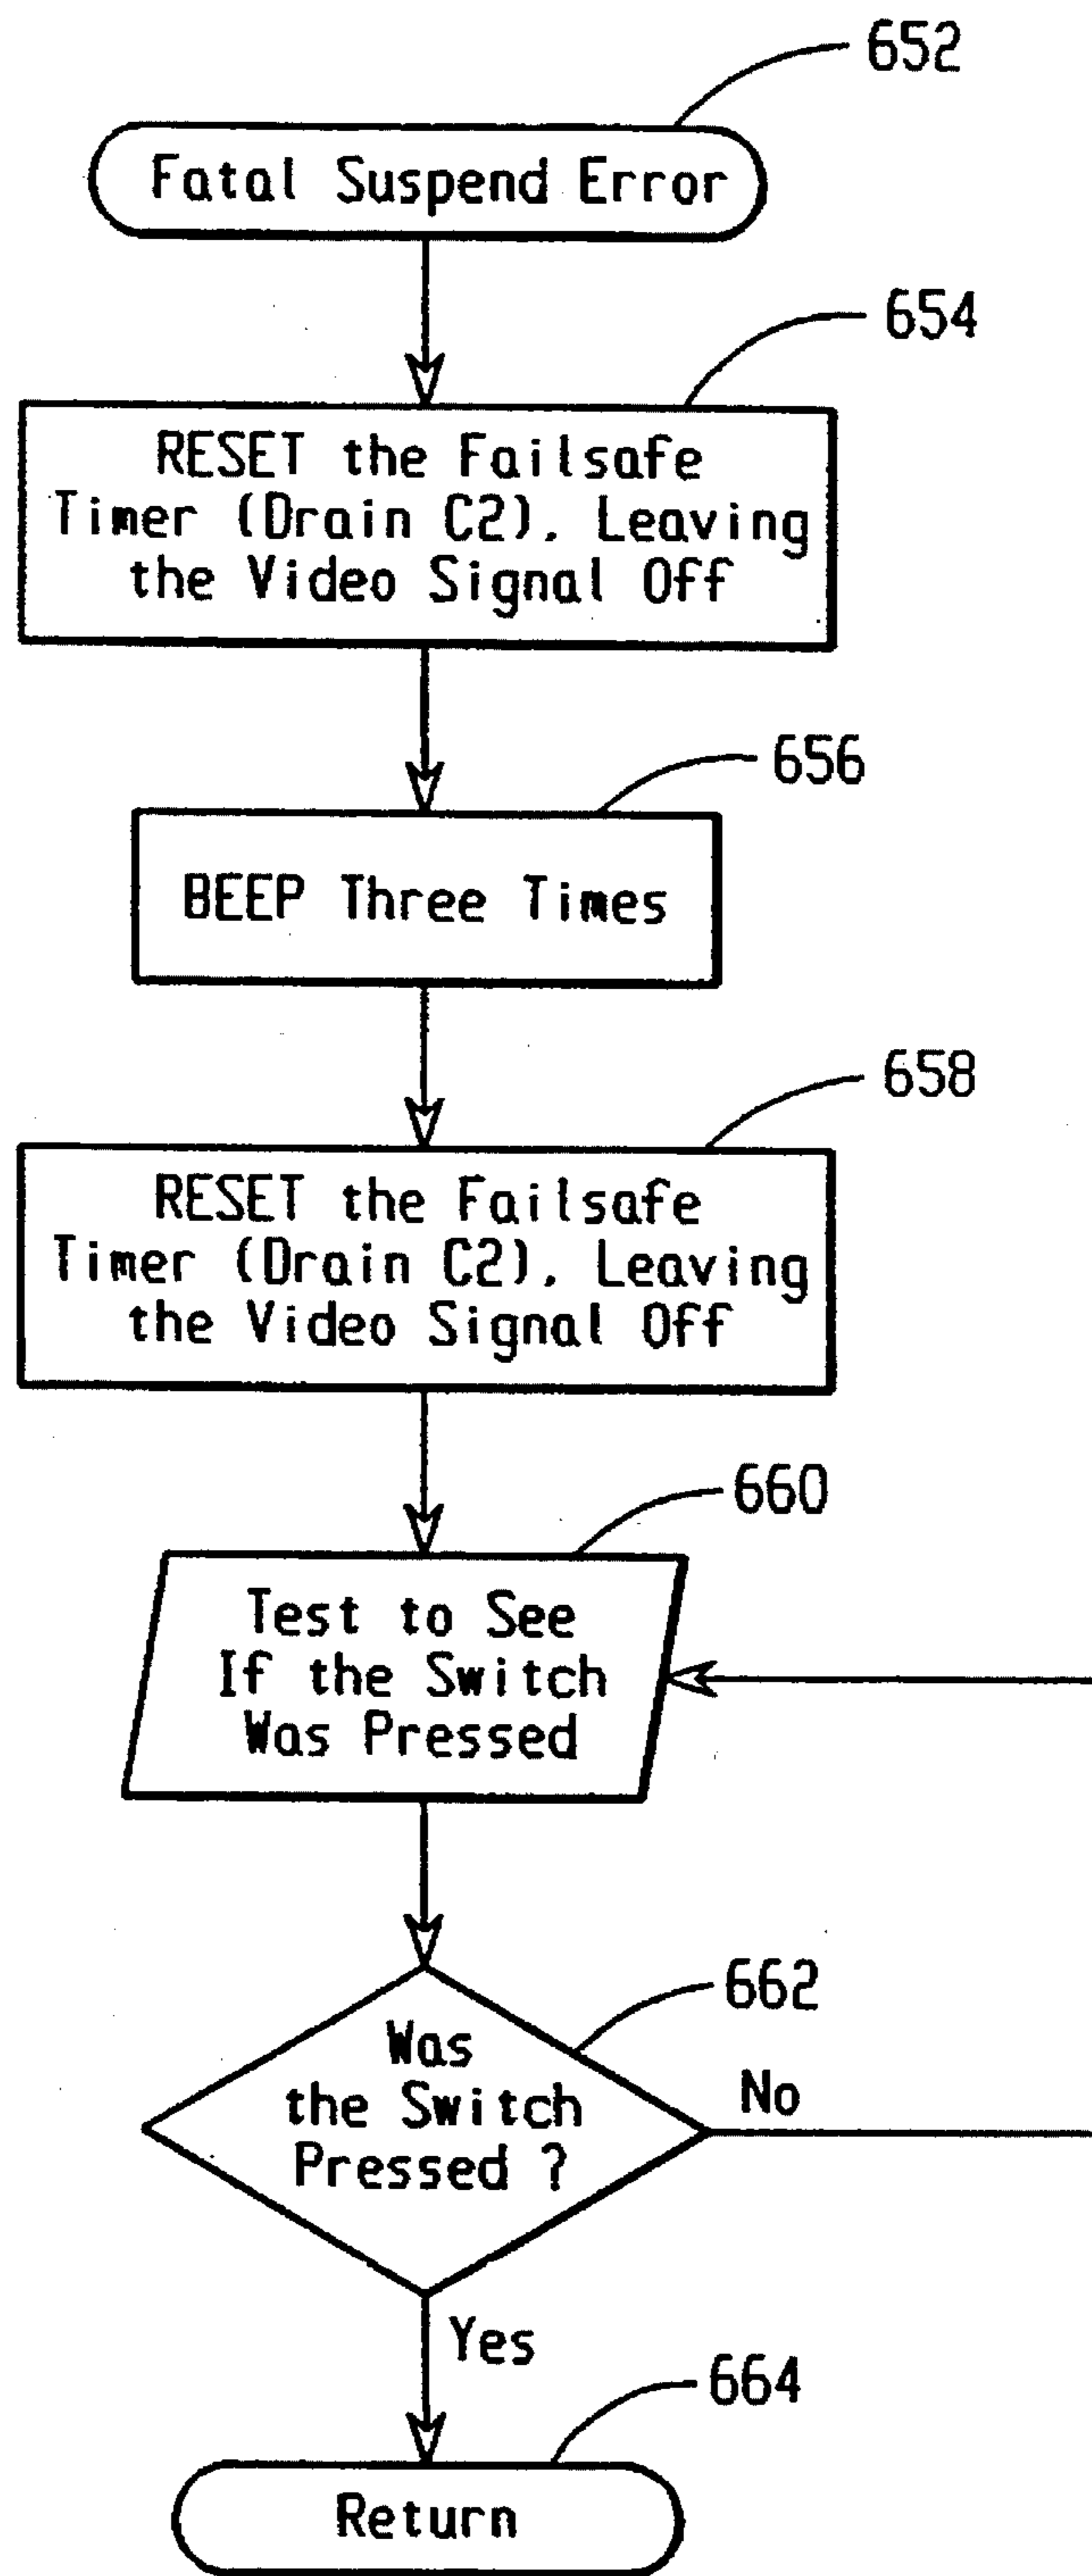 652
Fatal Suspend Error
654
RESET the Failsafe
Timer (Drain C2), Leaving
the Video Signal Off
656
BEEP Three Times
658
RESET the Failsafe
Timer (Drain C2), Leaving
the Video Signal Off
660
Test to See
If the Switch
Was Pressed
662
Was
the Switch
Pressed ?
No
Yes
664
Return